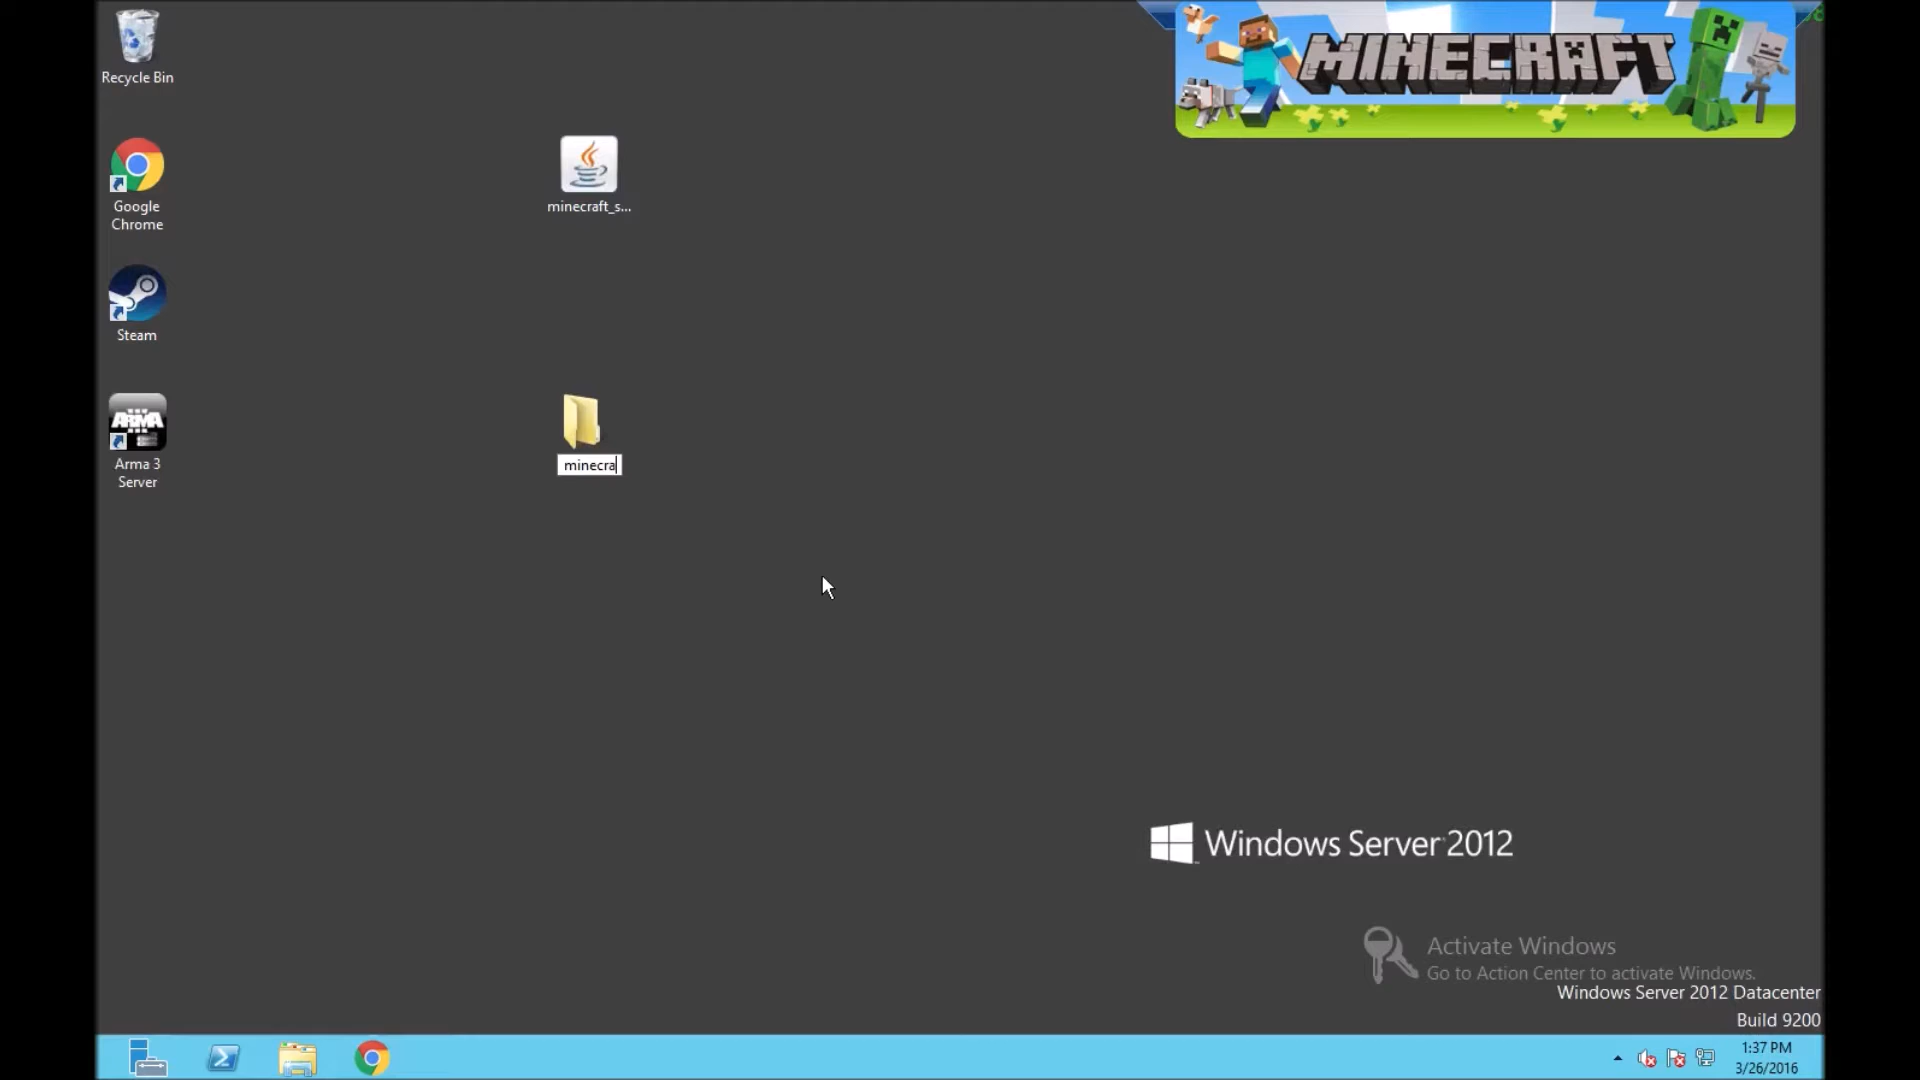 MINECRAFT
Recycle Bin
Google
Chrome
minecraft_s...
Steam
ARMA
Arma 3
Server
minecra
Windows Server 2012
Activate Windows
Go to Action Center to activate Windows.
Windows Server 2012 Datacenter
Build 9200
1:37 PM
3/26/2016